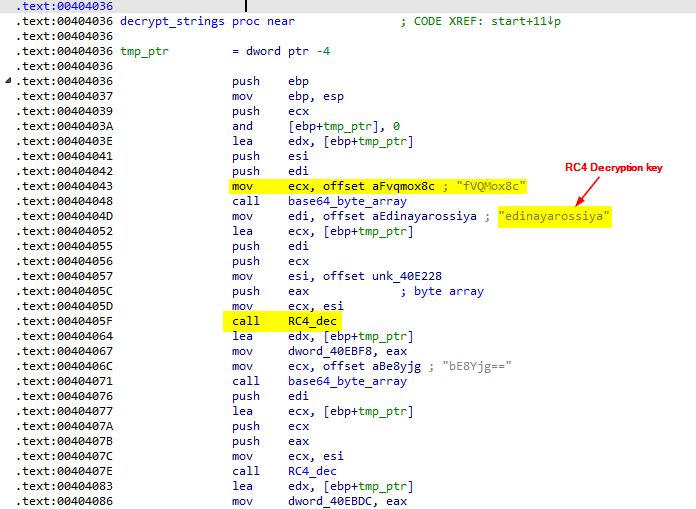 .text:00404036
.text:00404036 decrypt_strings proc near ; CODE XREF: start+11↓p
.text:00404036
.text:00404036 tmp_ptr = dword ptr -4
.text:00404036
.text:00404036 push ebp
.text:00404037 mov ebp, esp
.text:00404039 push ecx
.text:0040403A and [ebp+tmp_ptr], 0
.text:0040403E lea edx, [ebp+tmp_ptr]
.text:00404041 push esi
.text:00404042 push edi
RC4 Decryption key
.text:00404043 mov ecx, offset aFvqmox8c ; "fVQMox8c"
.text:00404048 call base64_byte_array
.text:0040404D mov edi, offset aEdinayarossiya ; "edinayarossiya"
.text:00404052 lea ecx, [ebp+tmp_ptr]
.text:00404055 push edi
.text:00404056 push ecx
.text:00404057 mov esi, offset unk_40E228
.text:0040405C push eax ; byte array
.text:0040405D mov ecx, esi
.text:0040405F call RC4_dec
.text:00404064 lea edx, [ebp+tmp_ptr]
.text:00404067 mov dword_40EBF8, eax
.text:0040406C mov ecx, offset aBe8yjg ; "bE8Yjg=="
.text:00404071 call base64_byte_array
.text:00404076 push edi
.text:00404077 lea ecx, [ebp+tmp_ptr]
.text:0040407A push ecx
.text:0040407B push eax
.text:0040407C mov ecx, esi
.text:0040407E call RC4_dec
.text:00404083 lea edx, [ebp+tmp_ptr]
.text:00404086 mov dword_40EBDC, eax